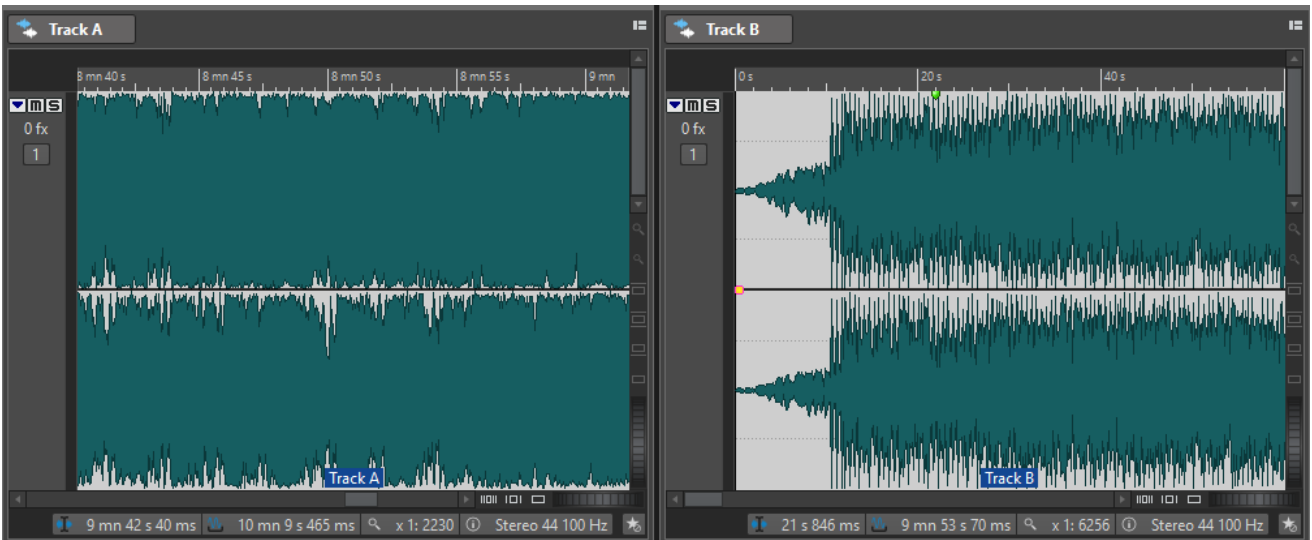 Track A
8 mn 40 s 8 mn 45 s 8 mn 50 s 8 mn 55 s 9 mn
m S
0 fx
1
Track A
9 mn 42 s 40 ms 10 mn 9 s 465 ms x 1: 2230 Stereo 44 100 Hz
Track B
0 s 20 s 40 s
m S
0 fx
1
Track B
21 s 846 ms 9 mn 53 s 70 ms x 1: 6256 Stereo 44 100 Hz